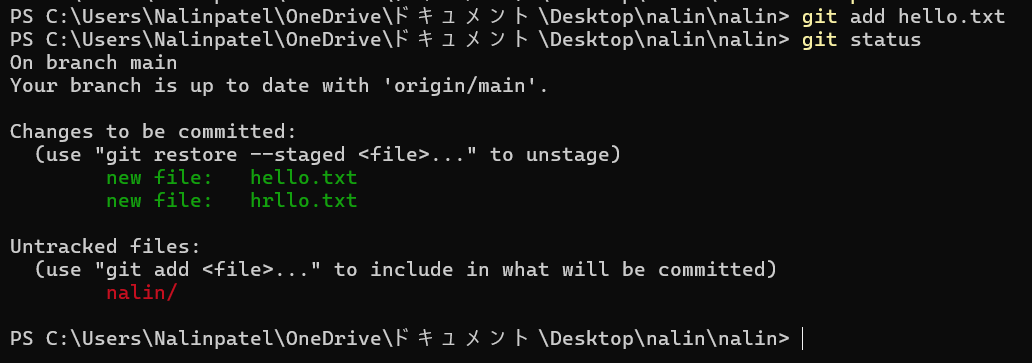 PS C:\Users\Nalinpatel\OneDrive\ドキュメント\Desktop\nalin\nalin> git add hello.txt
PS C:\Users\Nalinpatel\OneDrive\ドキュメント\Desktop\nalin\nalin> git status
On branch main
Your branch is up to date with 'origin/main'.
Changes to be committed:
  (use "git restore --staged <file>..." to unstage)
        new file:   hello.txt
        new file:   hrllo.txt
Untracked files:
  (use "git add <file>..." to include in what will be committed)
        nalin/
PS C:\Users\Nalinpatel\OneDrive\ドキュメント\Desktop\nalin\nalin>